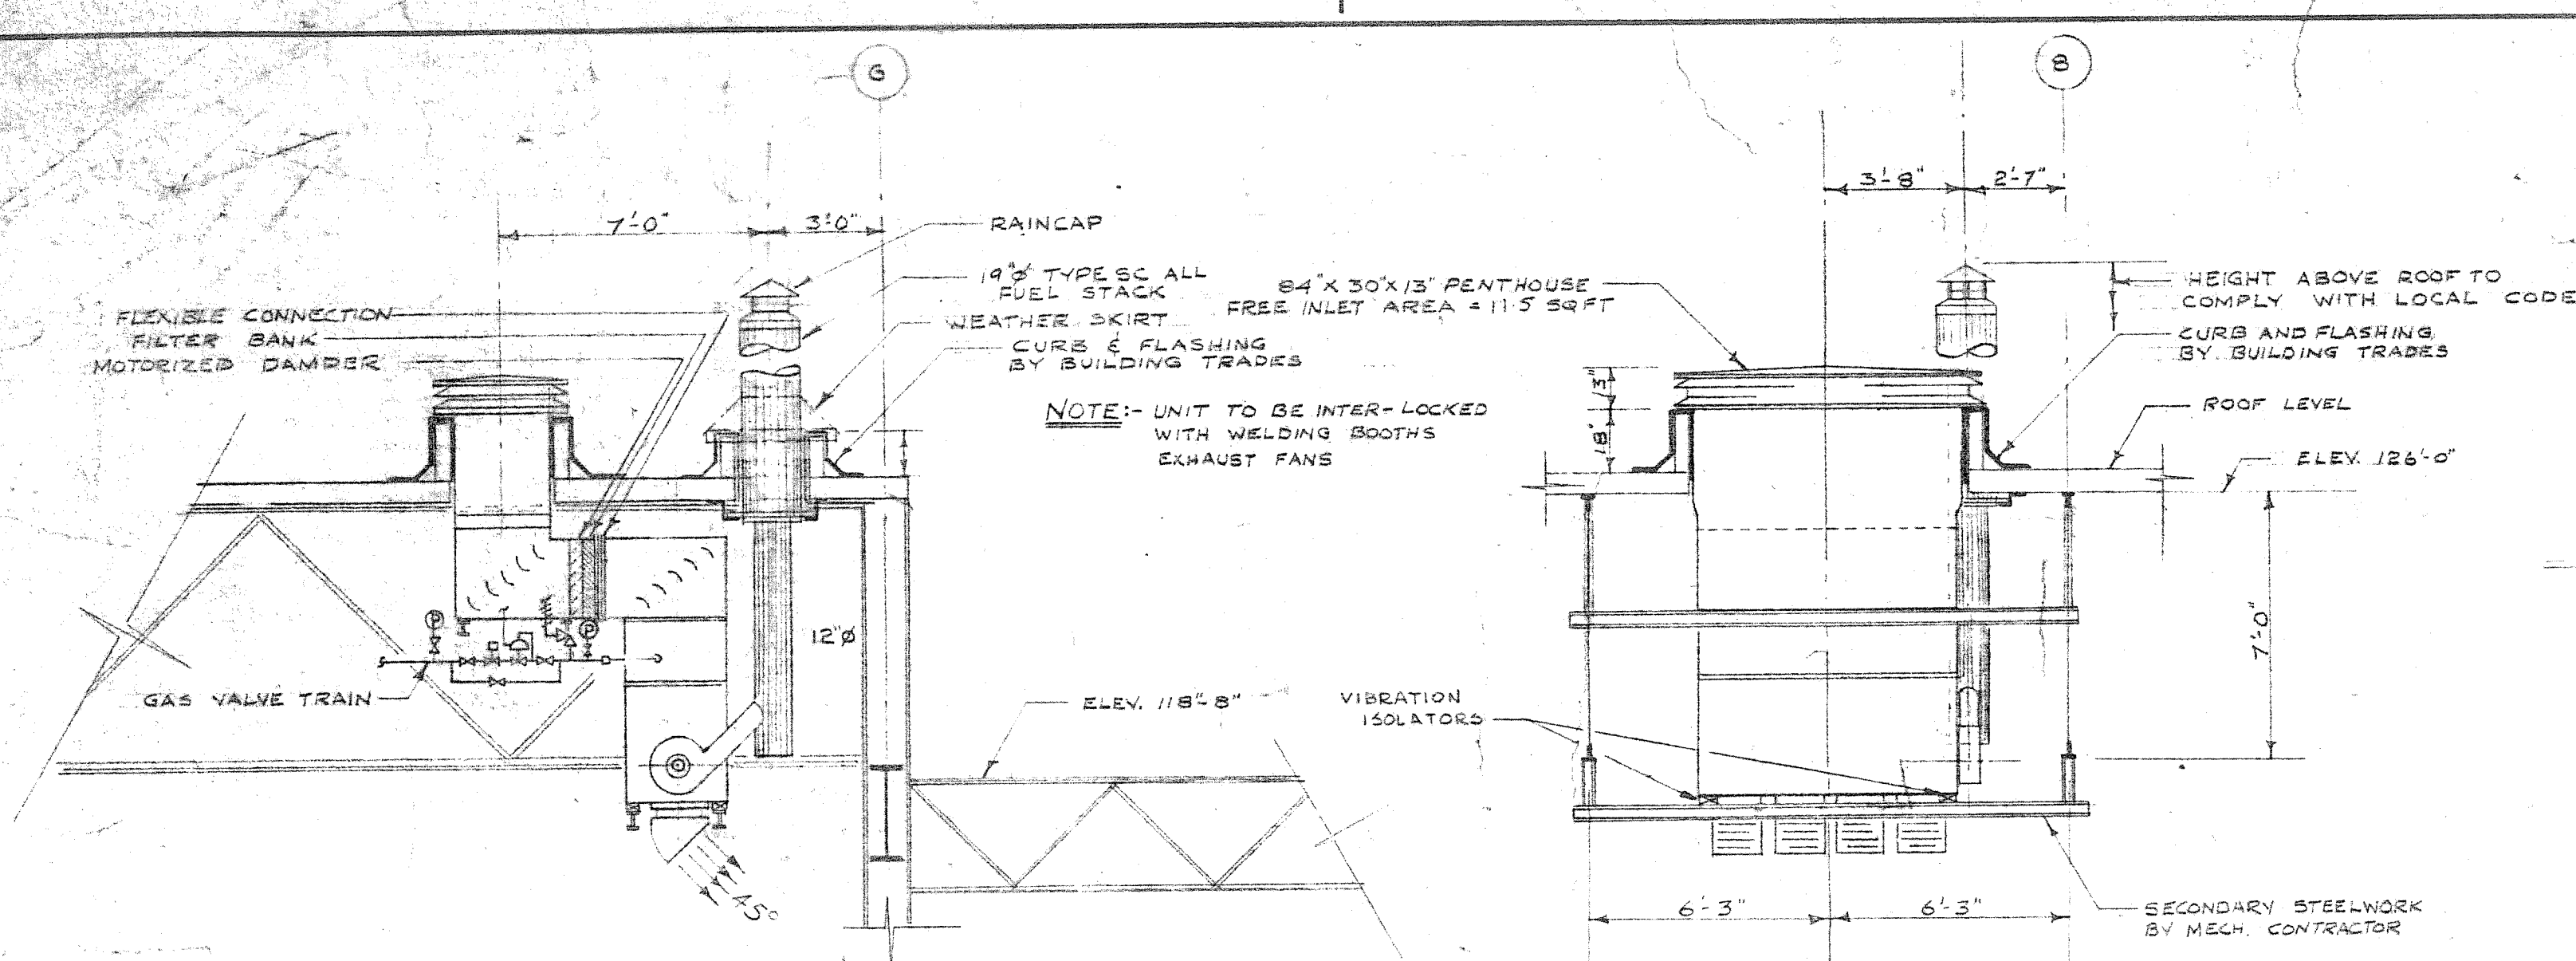 G
8
7'-0"
3'-0"
RAINCAP
19"ø TYPE SC ALL
FUEL STACK
WEATHER SKIRT
CURB & FLASHING
BY BUILDING TRADES
FLEXIBLE CONNECTION
FILTER BANK
MOTORIZED DAMPER
NOTE:- UNIT TO BE INTER-LOCKED
WITH WELDING BOOTHS
EXHAUST FANS
P
P
12"ø
GAS VALVE TRAIN
ELEV. 118'-8"
45°
3'-8"
2'-7"
84"X 30"X 13" PENTHOUSE
FREE INLET AREA = 11.5 SQFT
HEIGHT ABOVE ROOF TO
COMPLY WITH LOCAL CODE
CURB AND FLASHING
BY BUILDING TRADES
ROOF LEVEL
ELEV. 126'-0"
13"
18"
7'-0"
VIBRATION
ISOLATORS
6'-3"
6'-3"
SECONDARY STEELWORK
BY MECH. CONTRACTOR